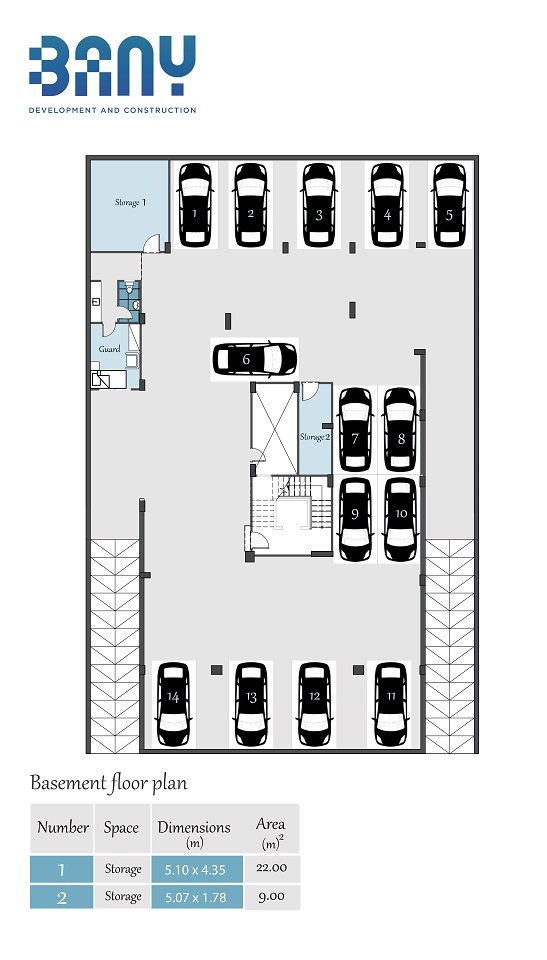 BANY
DEVELOPMENT AND CONSTRUCTION
Storage 1
1
2
3
4
5
Guard
6
Storage 2
7
8
9
10
14
13
12
11
Basement floor plan
Number Space Dimensions (m) Area (m)²
1 Storage 5.10 x 4.35 22.00
2 Storage 5.07 x 1.78 9.00